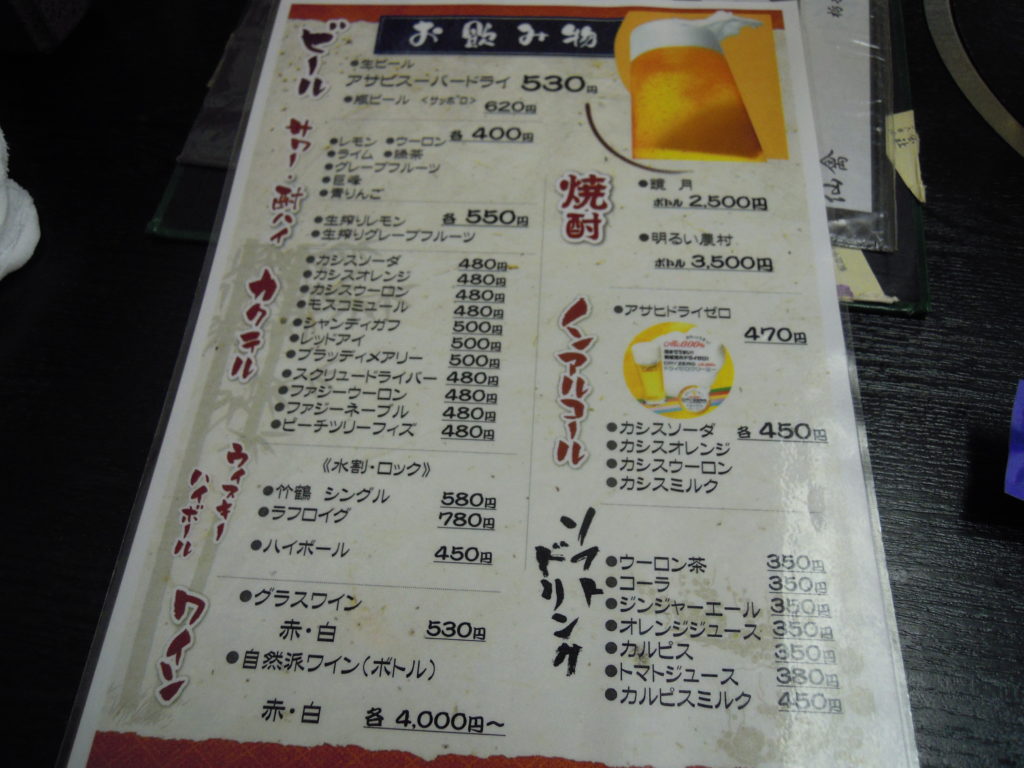 お飲み物
ビール
●生ビール
アサヒスーパードライ 530円
●瓶ビール <サッポロ> 620円
サワー・酎ハイ
各 400円
●レモン ●ウーロン
●ライム ●緑茶
●グレープフルーツ
●巨峰
●青りんご
●生搾りレモン 各 550円
●生搾りグレープフルーツ
カクテル
●カシスソーダ 480円
●カシスオレンジ 480円
●カシスウーロン 480円
●モスコミュール 480円
●シャンディガフ 500円
●レッドアイ 500円
●ブラッディメアリー 500円
●スクリュードライバー 480円
●ファジーウーロン 480円
●ファジーネーブル 480円
●ピーチツリーフィズ 480円
ウイスキー
ハイボール
《水割・ロック》
●竹鶴 シングル 580円
●ラフロイグ 780円
●ハイボール 450円
ワイン
●グラスワイン
赤・白 530円
●自然派ワイン(ボトル)
赤・白 各 4,000円～
焼酎
●鏡 月
ボトル 2,500円
●明るい農村
ボトル 3,500円
ノンアルコール
●アサヒドライゼロ
470円
●カシスソーダ 各 450円
●カシスオレンジ
●カシスウーロン
●カシスミルク
ソフトドリンク
●ウーロン茶 350円
●コーラ 350円
●ジンジャーエール 350円
●オレンジジュース 350円
●カルピス 350円
●トマトジュース 380円
●カルピスミルク 450円